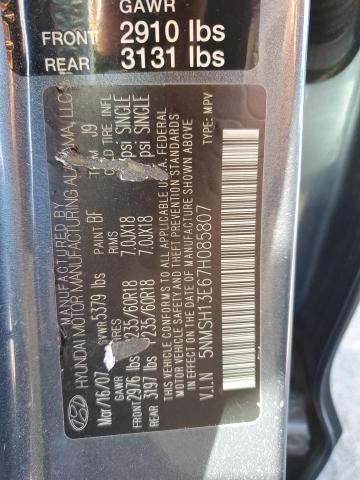 GAWR
FRONT 2910 lbs
REAR 3131 lbs
MANUFACTURED BY
HYUNDAI MOTOR MANUFACTURING ALABAMA, LLC
Mar/16/07 GVWR 5379 lbs PAINT BF TRIM J9
GAWR TIRES RIMS COLD TIRE INFL
FRONT 2976 lbs P235/60R18 7.0JX18 psi SINGLE
REAR 3197 lbs P235/60R18 7.0JX18 psi SINGLE
THIS VEHICLE CONFORMS TO ALL APPLICABLE U.S.A. FEDERAL
MOTOR VEHICLE SAFETY AND THEFT PREVENTION STANDARDS
IN EFFECT ON THE DATE OF MANUFACTURE SHOWN ABOVE
V.I.N 5NMSH13E67H085807 TYPE: MPV